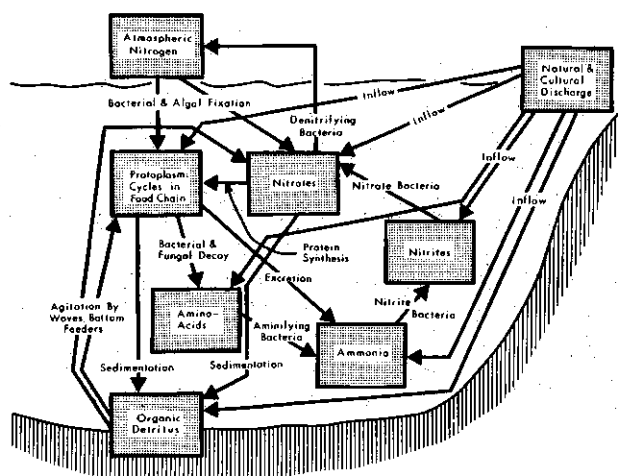 Atmospheric
Nitrogen
Natural &
Cultural
Discharge
Bacterial & Algal Fixation
Inflow
Denitrifying
Bacteria
Inflow
Inflow
Protoplasm
Cycles in
Food Chain
Nitrates
Nitrate Bacteria
Inflow
Bacterial &
Fungal Decay
Protein
Synthesis
Nitrites
Excretion
Agitation By
Waves, Bottom
Feeders
Amino-
Acids
Nitrite
Bacteria
Aminifying
Bacteria
Ammonia
Sedimentation
Sedimentation
Organic
Detritus